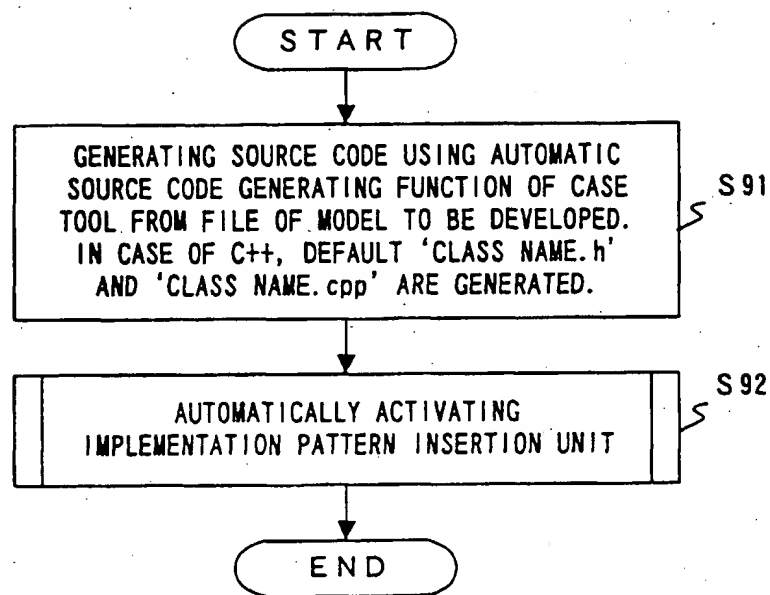 START
GENERATING SOURCE CODE USING AUTOMATIC
SOURCE CODE GENERATING FUNCTION OF CASE
TOOL FROM FILE OF MODEL TO BE DEVELOPED.
IN CASE OF C++, DEFAULT 'CLASS NAME.h'
AND 'CLASS NAME.cpp' ARE GENERATED.
S91
AUTOMATICALLY ACTIVATING
IMPLEMENTATION PATTERN INSERTION UNIT
S92
END